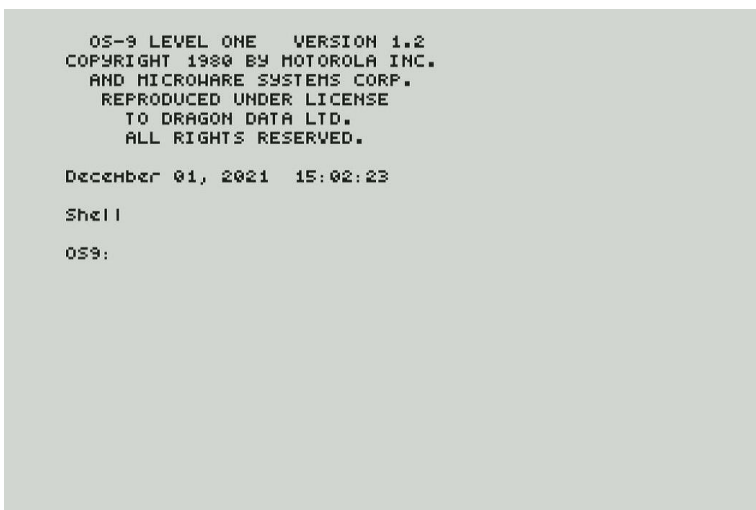 OS-9 LEVEL ONE   VERSION 1.2
COPYRIGHT 1980 BY MOTOROLA INC.
AND MICROWARE SYSTEMS CORP.
REPRODUCED UNDER LICENSE
TO DRAGON DATA LTD.
ALL RIGHTS RESERVED.
December 01, 2021  15:02:23
Shell
OS9: